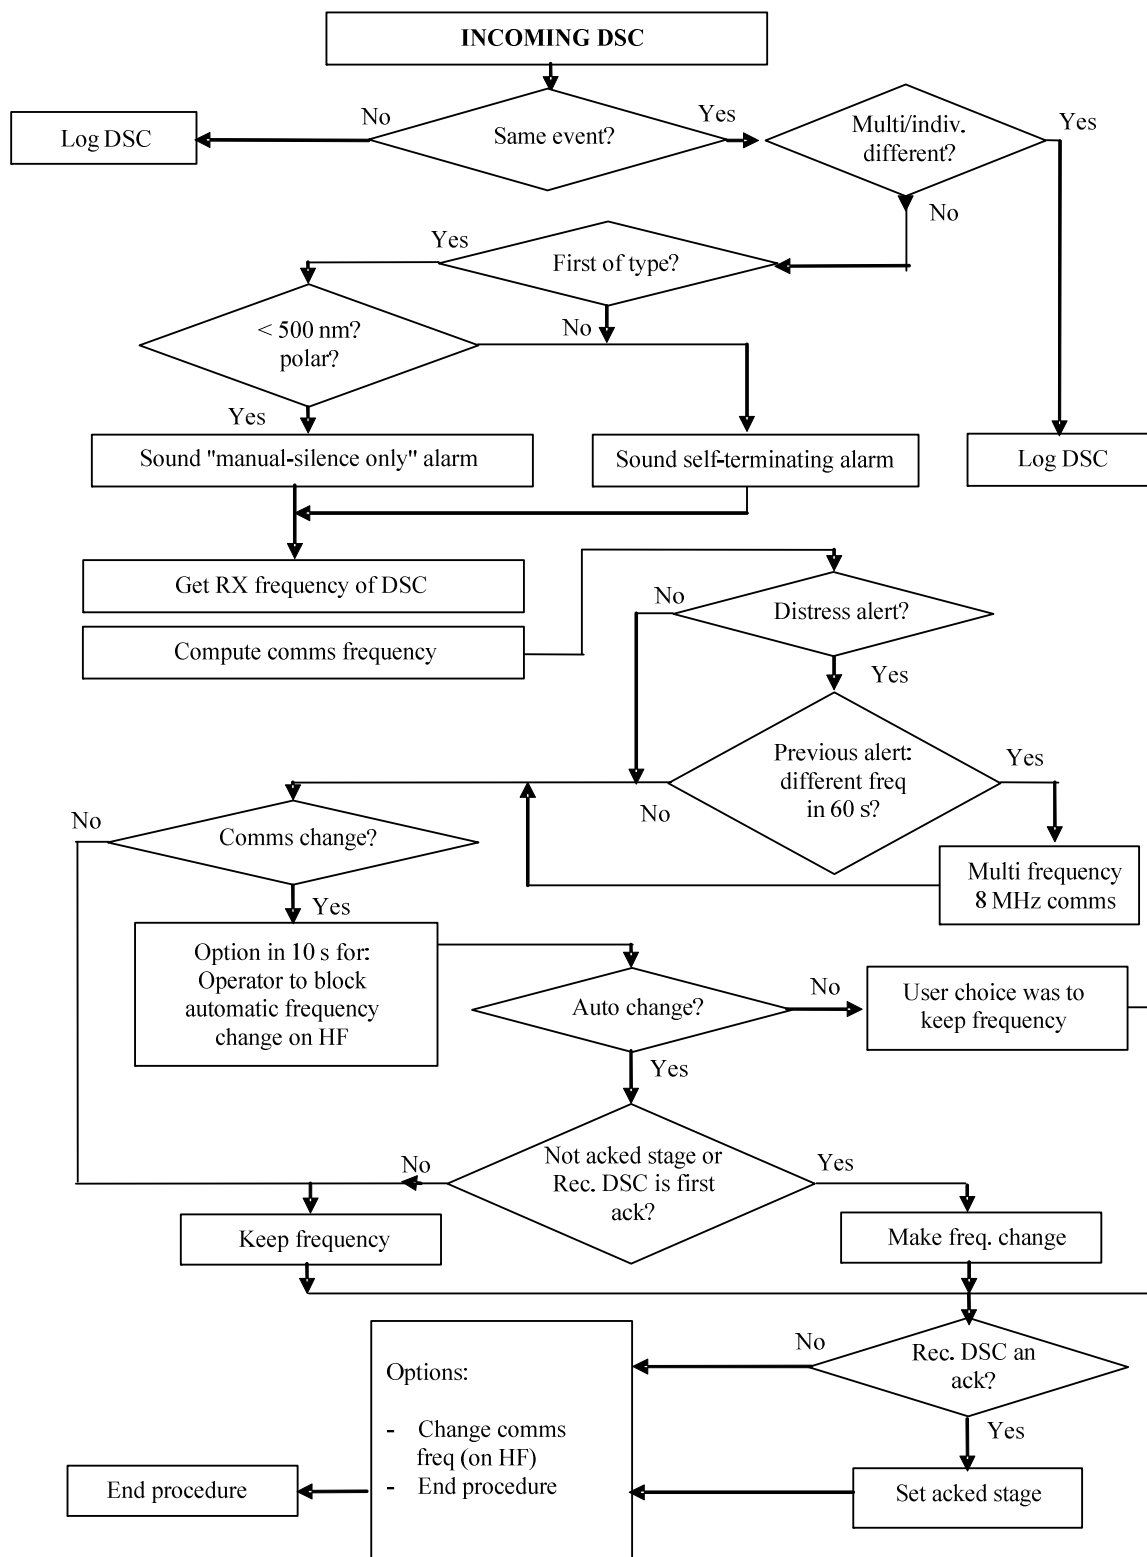 INCOMING DSC
No
Yes
Log DSC
Same event?
Multi/indiv.
different?
Yes
No
Yes
First of type?
No
< 500 nm?
polar?
Yes
Sound "manual-silence only" alarm
Sound self-terminating alarm
Log DSC
Get RX frequency of DSC
No
Distress alert?
Compute comms frequency
Yes
Previous alert:
different freq
in 60 s?
Yes
No
No
Comms change?
Multi frequency
8 MHz comms
Yes
Option in 10 s for:
Operator to block
automatic frequency
change on HF
Auto change?
No
User choice was to
keep frequency
Yes
No
Not acked stage or
Rec. DSC is first
ack?
Yes
Keep frequency
Make freq. change
No
Rec. DSC an
ack?
Options:
- Change comms
freq (on HF)
- End procedure
Yes
End procedure
Set acked stage